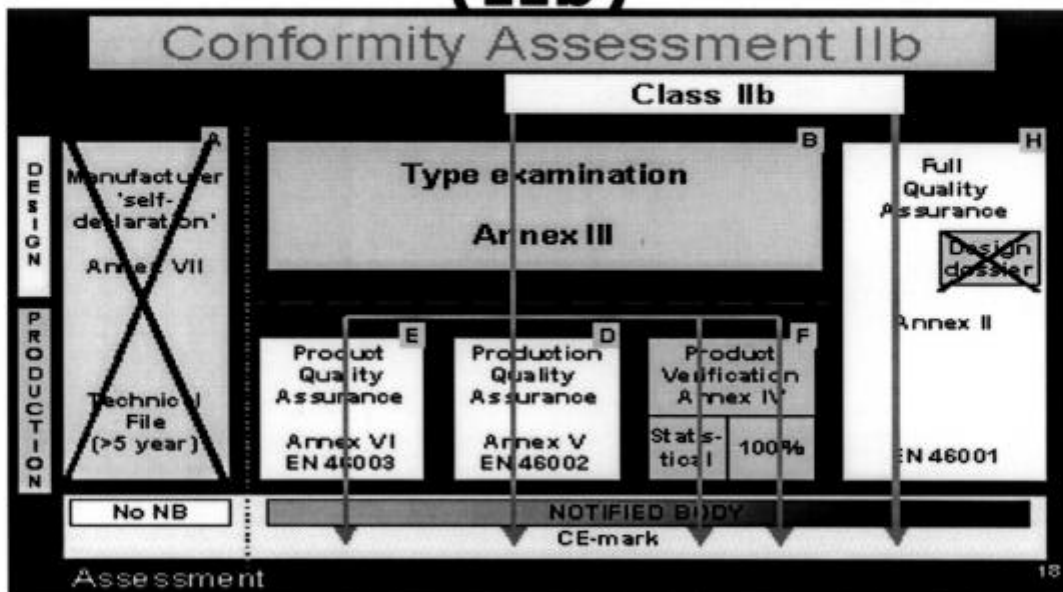 (IIb)
Conformity Assessment IIb
Class IIb
DESIGN
A
Manufacturer
'self-
declaration'
Annex VII
B
Type examination
Annex III
H
Full
Quality
Assurance
Design
dossier
Annex II
EN 46001
PRODUCTION
Technical
File
(>5 year)
E
Product
Quality
Assurance
Annex VI
EN 46003
D
Production
Quality
Assurance
Annex V
EN 46002
F
Product
Verification
Annex IV
Statis-
tical
100%
No NB
NOTIFIED BODY
CE-mark
Assessment
18